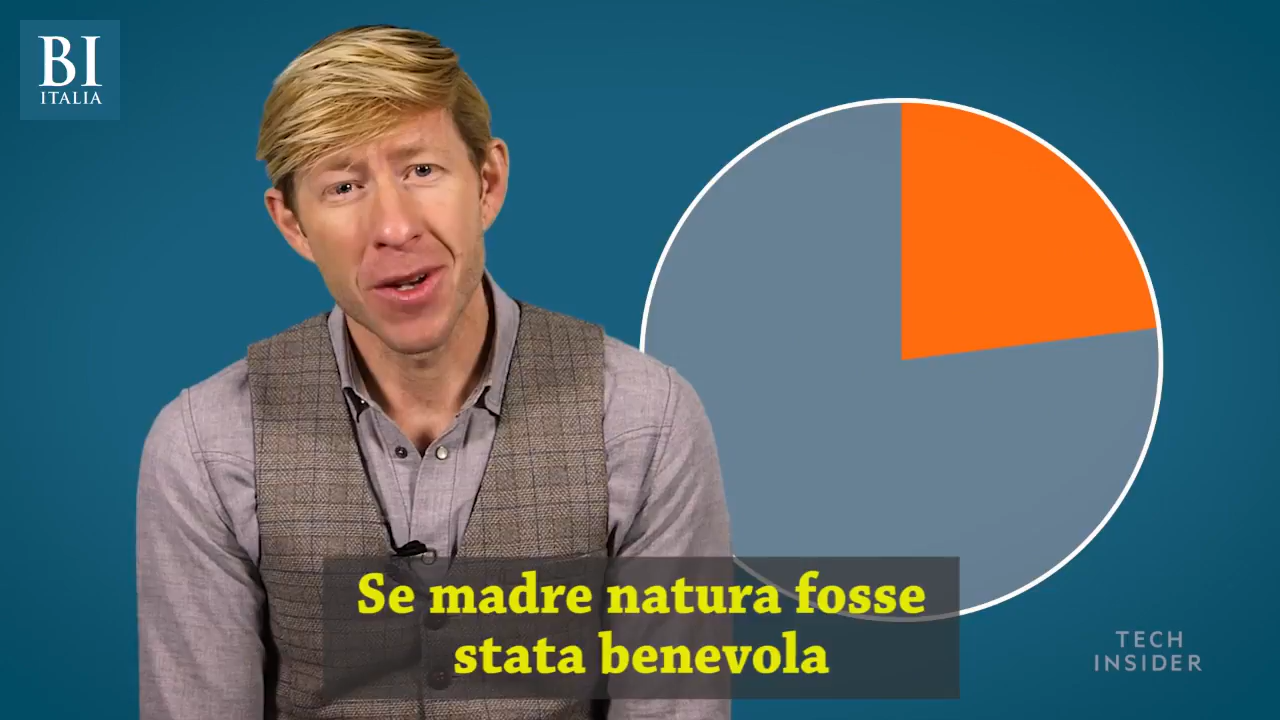 BI
ITALIA
Se madre natura fosse
stata benevola
TECH
INSIDER